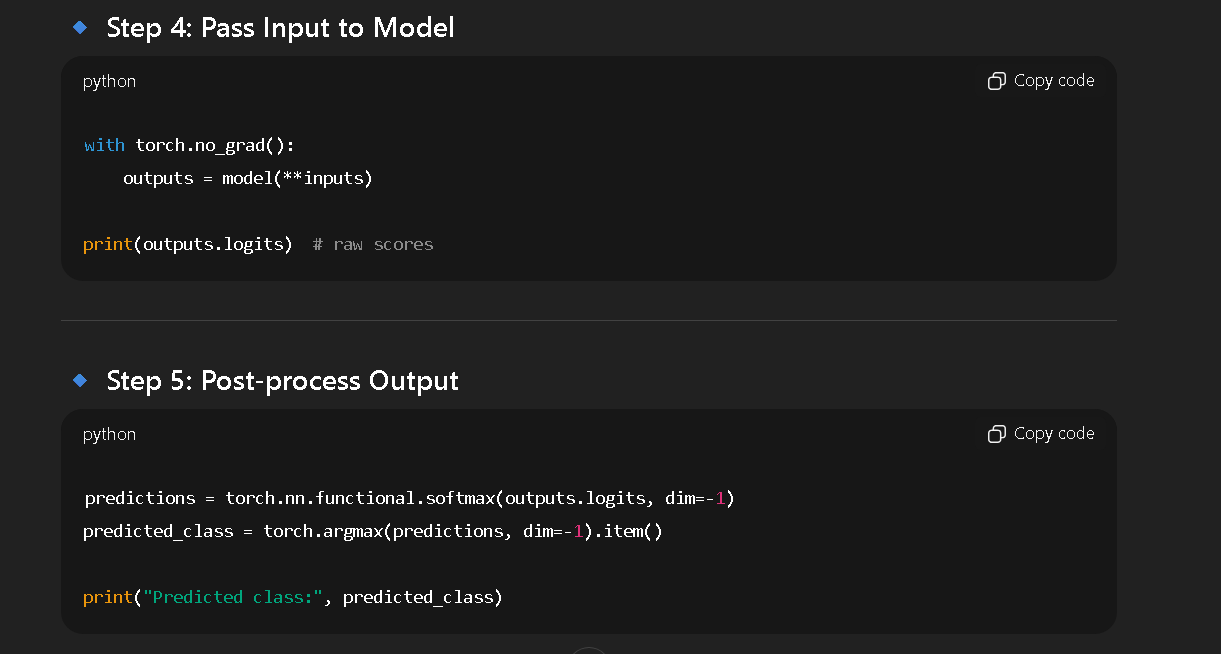 Step 4: Pass Input to Model
python
Copy code
with torch.no_grad():
    outputs = model(**inputs)
print(outputs.logits)  # raw scores
Step 5: Post-process Output
python
Copy code
predictions = torch.nn.functional.softmax(outputs.logits, dim=-1)
predicted_class = torch.argmax(predictions, dim=-1).item()
print("Predicted class:", predicted_class)